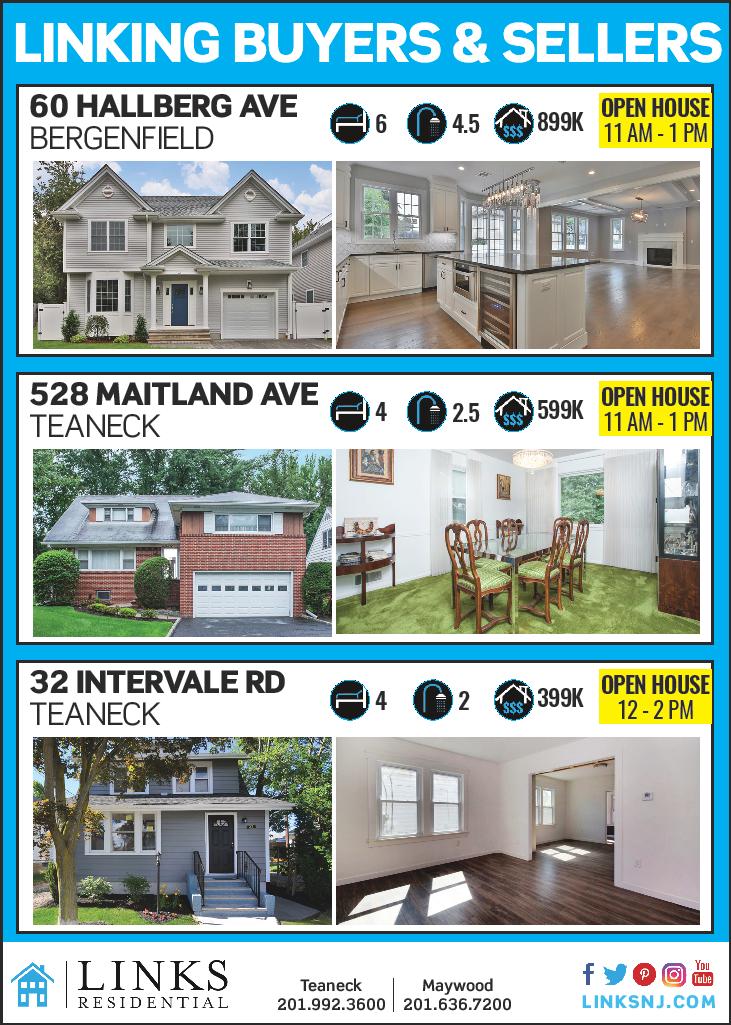 LINKING BUYERS & SELLERS
60 HALLBERG AVE
BERGENFIELD
6
4.5
$$$
899K
OPEN HOUSE
11 AM - 1 PM
528 MAITLAND AVE
TEANECK
4
2.5
$$$
599K
OPEN HOUSE
11 AM - 1 PM
32 INTERVALE RD
TEANECK
4
2
$$$
399K
OPEN HOUSE
12 - 2 PM
LINKS
RESIDENTIAL
Teaneck
201.992.3600
Maywood
201.636.7200
You
Tube
LINKSNJ.COM